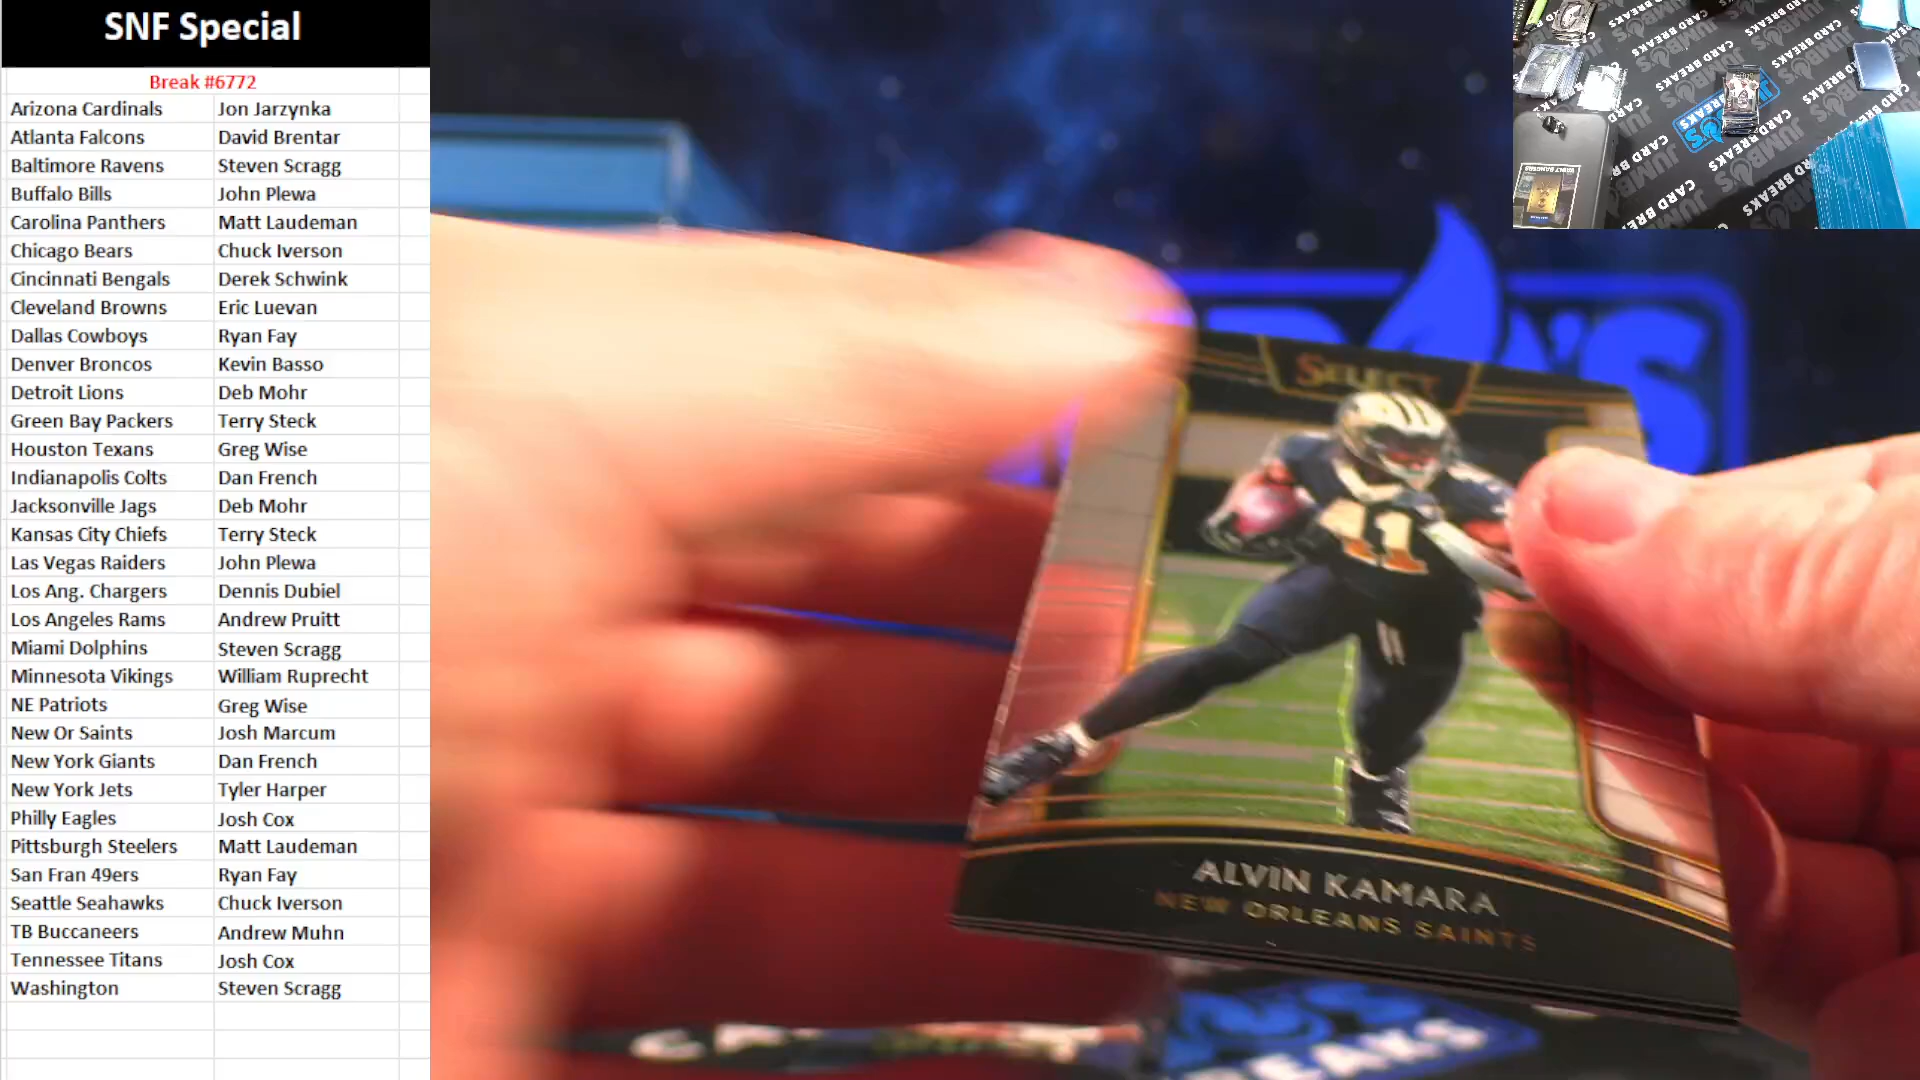 SNF Special
Break #6772
Arizona Cardinals Jon Jarzynka
Atlanta Falcons David Brentar
Baltimore Ravens Steven Scragg
Buffalo Bills John Plewa
Carolina Panthers Matt Laudeman
Chicago Bears Chuck Iverson
Cincinnati Bengals Derek Schwink
Cleveland Browns Eric Luevan
Dallas Cowboys Ryan Fay
Denver Broncos Kevin Basso
Detroit Lions Deb Mohr
Green Bay Packers Terry Steck
Houston Texans Greg Wise
Indianapolis Colts Dan French
Jacksonville Jags Deb Mohr
Kansas City Chiefs Terry Steck
Las Vegas Raiders John Plewa
Los Ang. Chargers Dennis Dubiel
Los Angeles Rams Andrew Pruitt
Miami Dolphins Steven Scragg
Minnesota Vikings William Ruprecht
NE Patriots Greg Wise
New Or Saints Josh Marcum
New York Giants Dan French
New York Jets Tyler Harper
Philly Eagles Josh Cox
Pittsburgh Steelers Matt Laudeman
San Fran 49ers Ryan Fay
Seattle Seahawks Chuck Iverson
TB Buccaneers Andrew Muhn
Tennessee Titans Josh Cox
Washington Steven Scragg
SELECT
41
ALVIN KAMARA
NEW ORLEANS SAINTS
BREAKS
JUMBO'S
CARD BREAKS